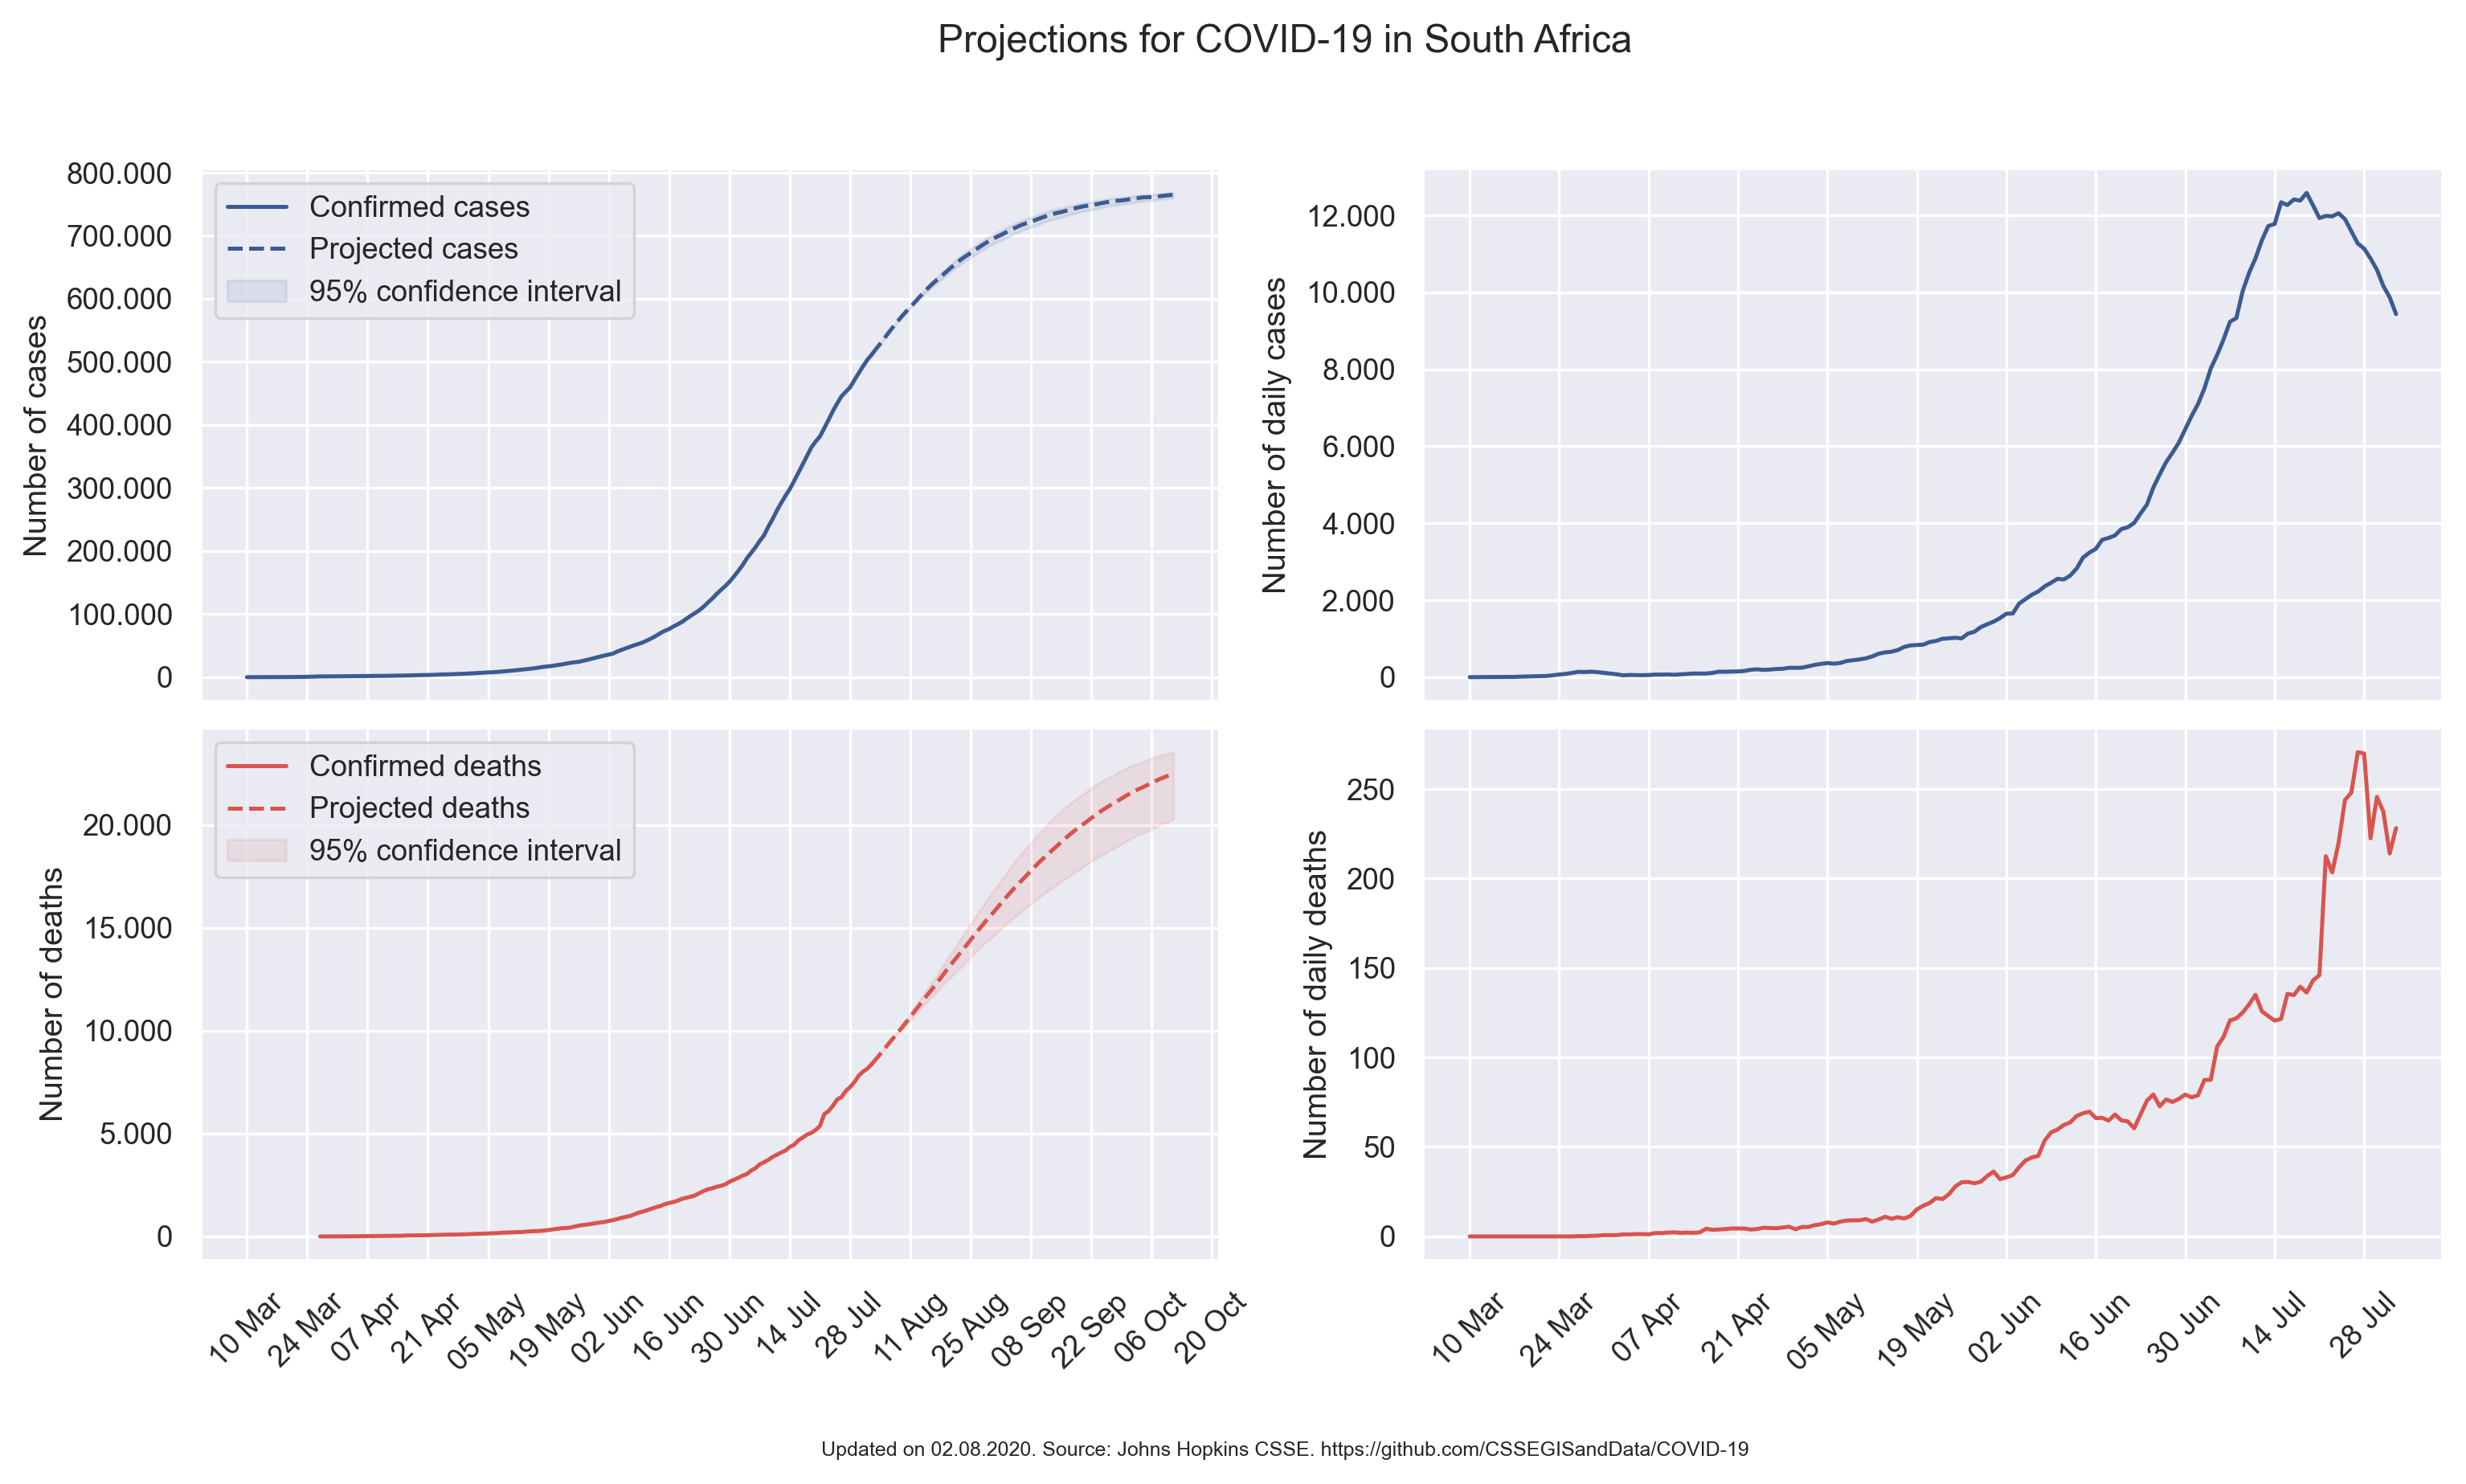 Projections for COVID-19 in South Africa
800.000
700.000
600.000
500.000
400.000
300.000
200.000
100.000
0
Number of cases
Confirmed cases
Projected cases
95% confidence interval
12.000
10.000
8.000
6.000
4.000
2.000
0
Number of daily cases
20.000
15.000
10.000
5.000
0
Number of deaths
Confirmed deaths
Projected deaths
95% confidence interval
10 Mar
24 Mar
07 Apr
21 Apr
05 May
19 May
02 Jun
16 Jun
30 Jun
14 Jul
28 Jul
11 Aug
25 Aug
08 Sep
22 Sep
06 Oct
20 Oct
250
200
150
100
50
0
Number of daily deaths
10 Mar
24 Mar
07 Apr
21 Apr
05 May
19 May
02 Jun
16 Jun
30 Jun
14 Jul
28 Jul
Updated on 02.08.2020. Source: Johns Hopkins CSSE. https://github.com/CSSEGISandData/COVID-19